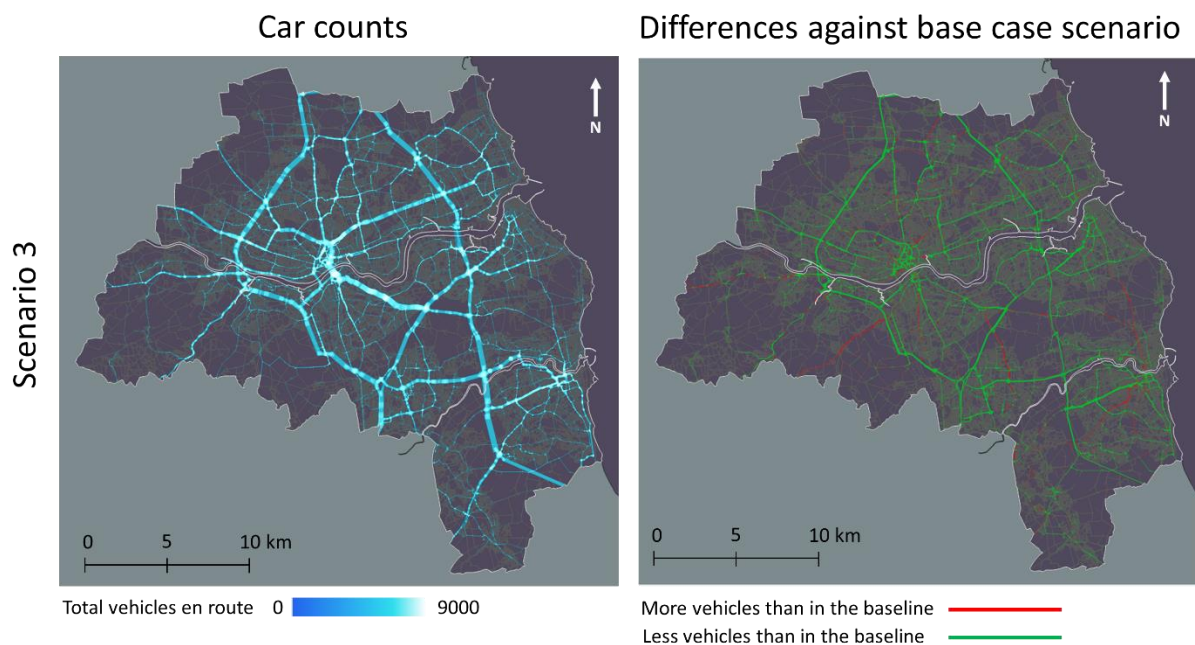 Car counts
Differences against base case scenario
Scenario 3
N
N
0 5 10 km
0 5 10 km
Total vehicles en route 0 9000
More vehicles than in the baseline
Less vehicles than in the baseline